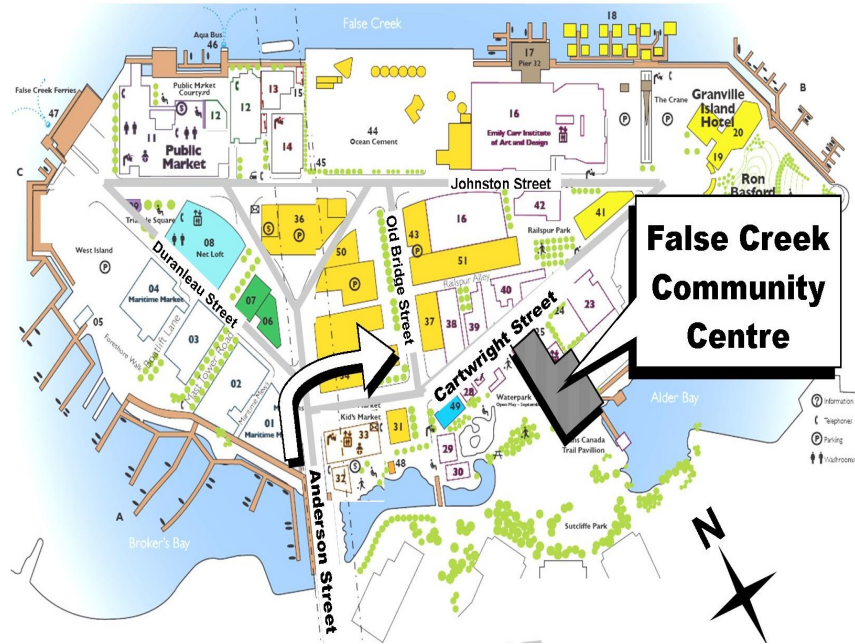 False Creek
18
Aqua Bus
46
17
Pier 32
False Creek Ferries
47
Public Market
Courtyard
13
15
12
12
14
11
Public
Market
44
Ocean Cement
45
16
Emily Carr Institute
of Art and Design
The Crane
Granville
Island
Hotel
20
19
B
C
Ron
Basford
Johnston Street
Triangle Square
08
Net Loft
36
43
16
42
41
Railspur Park
West Island
Duranleau Street
50
Old Bridge Street
51
Railspur Alley
False Creek
Community
Centre
04
Maritime Market
07
06
37
38
39
40
23
24
05
Foreshore Walk
03
02
Maritime Mews
01
Cartwright Street
28
49
Waterpark
Kid's Market
33
31
32
48
29
30
Alder Bay
Trail Pavilion
Information
Telephones
Parking
Washrooms
Anderson Street
A
Broker's Bay
Sutcliffe Park
N